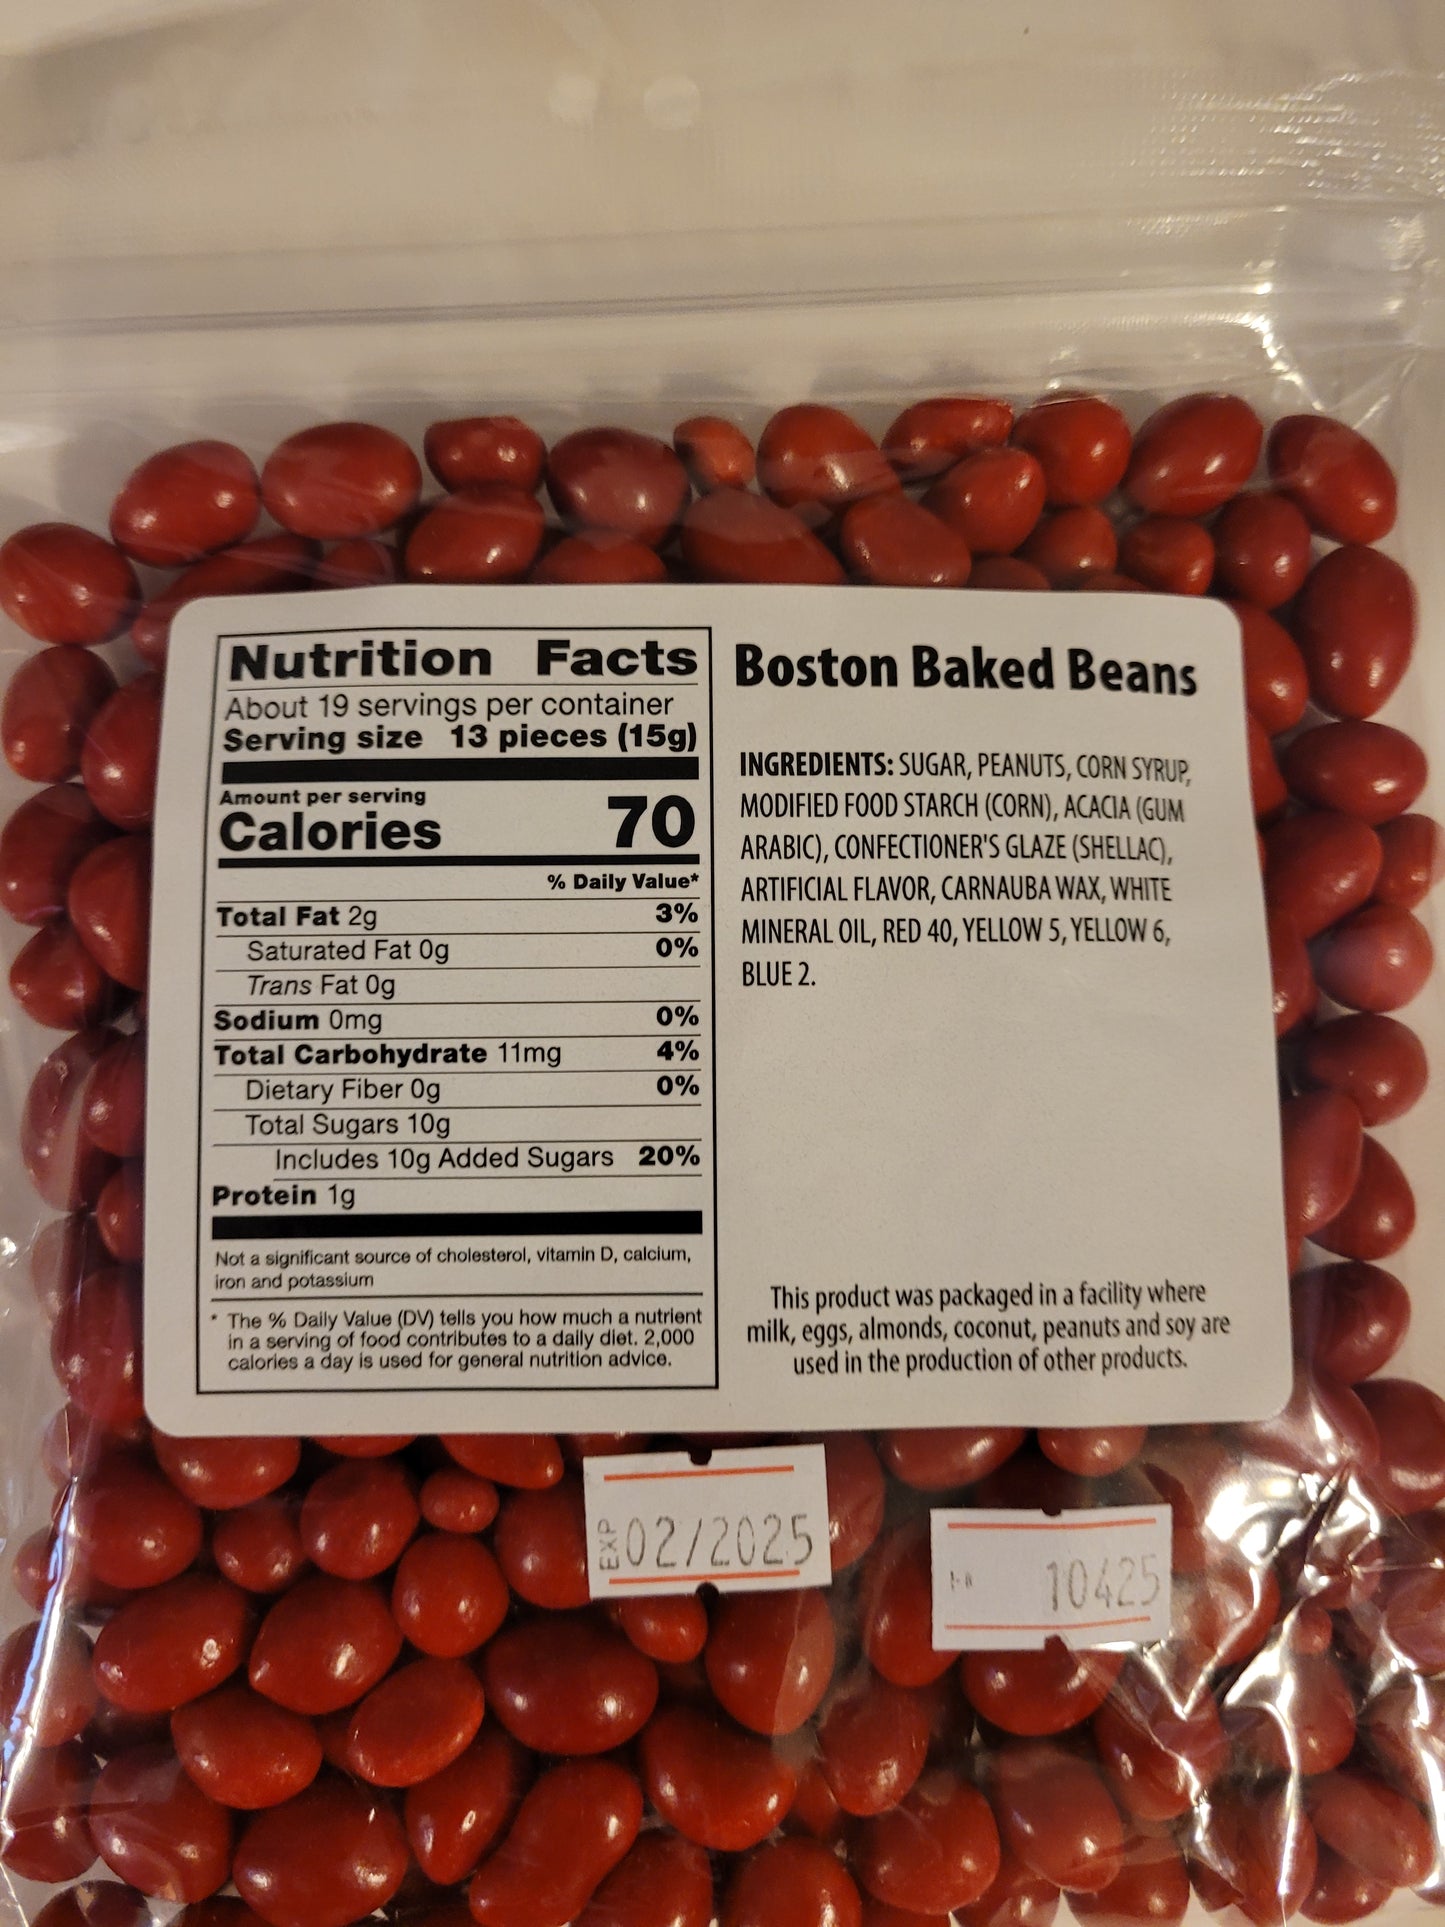 Nutrition Facts
About 19 servings per container
Serving size 13 pieces (15g)
Amount per serving
Calories 70
% Daily Value*
Total Fat 2g 3%
Saturated Fat 0g 0%
Trans Fat 0g
Sodium 0mg 0%
Total Carbohydrate 11mg 4%
Dietary Fiber 0g 0%
Total Sugars 10g
Includes 10g Added Sugars 20%
Protein 1g
Not a significant source of cholesterol, vitamin D, calcium,
iron and potassium
* The % Daily Value (DV) tells you how much a nutrient
in a serving of food contributes to a daily diet. 2,000
calories a day is used for general nutrition advice.
Boston Baked Beans
INGREDIENTS: SUGAR, PEANUTS, CORN SYRUP,
MODIFIED FOOD STARCH (CORN), ACACIA (GUM
ARABIC), CONFECTIONER'S GLAZE (SHELLAC),
ARTIFICIAL FLAVOR, CARNAUBA WAX, WHITE
MINERAL OIL, RED 40, YELLOW 5, YELLOW 6,
BLUE 2.
This product was packaged in a facility where
milk, eggs, almonds, coconut, peanuts and soy are
used in the production of other products.
EXP 02/2025
10425